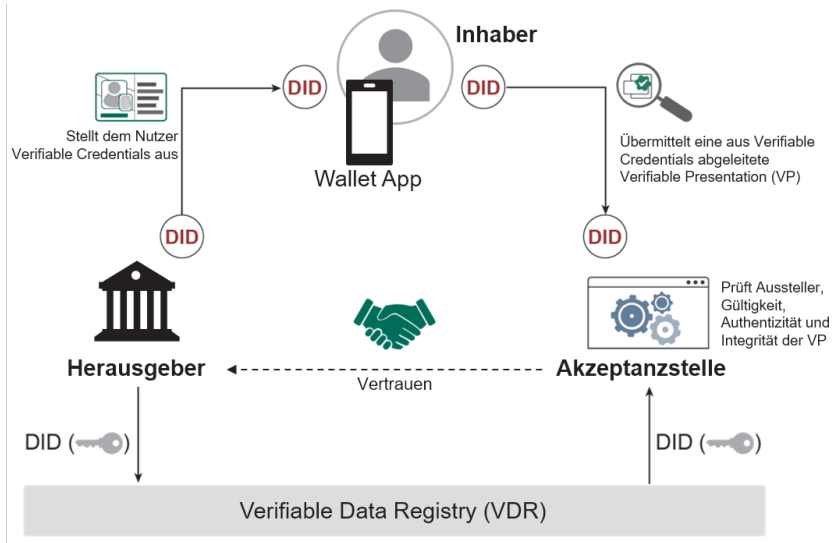 Inhaber
DID
DID
Stellt dem Nutzer
Verifiable Credentials aus
Wallet App
Übermittelt eine aus Verifiable
Credentials abgeleitete
Verifiable Presentation (VP)
DID
DID
Prüft Aussteller,
Gültigkeit,
Authentizität und
Integrität der VP
Herausgeber
Vertrauen
Akzeptanzstelle
DID ( )
DID ( )
Verifiable Data Registry (VDR)